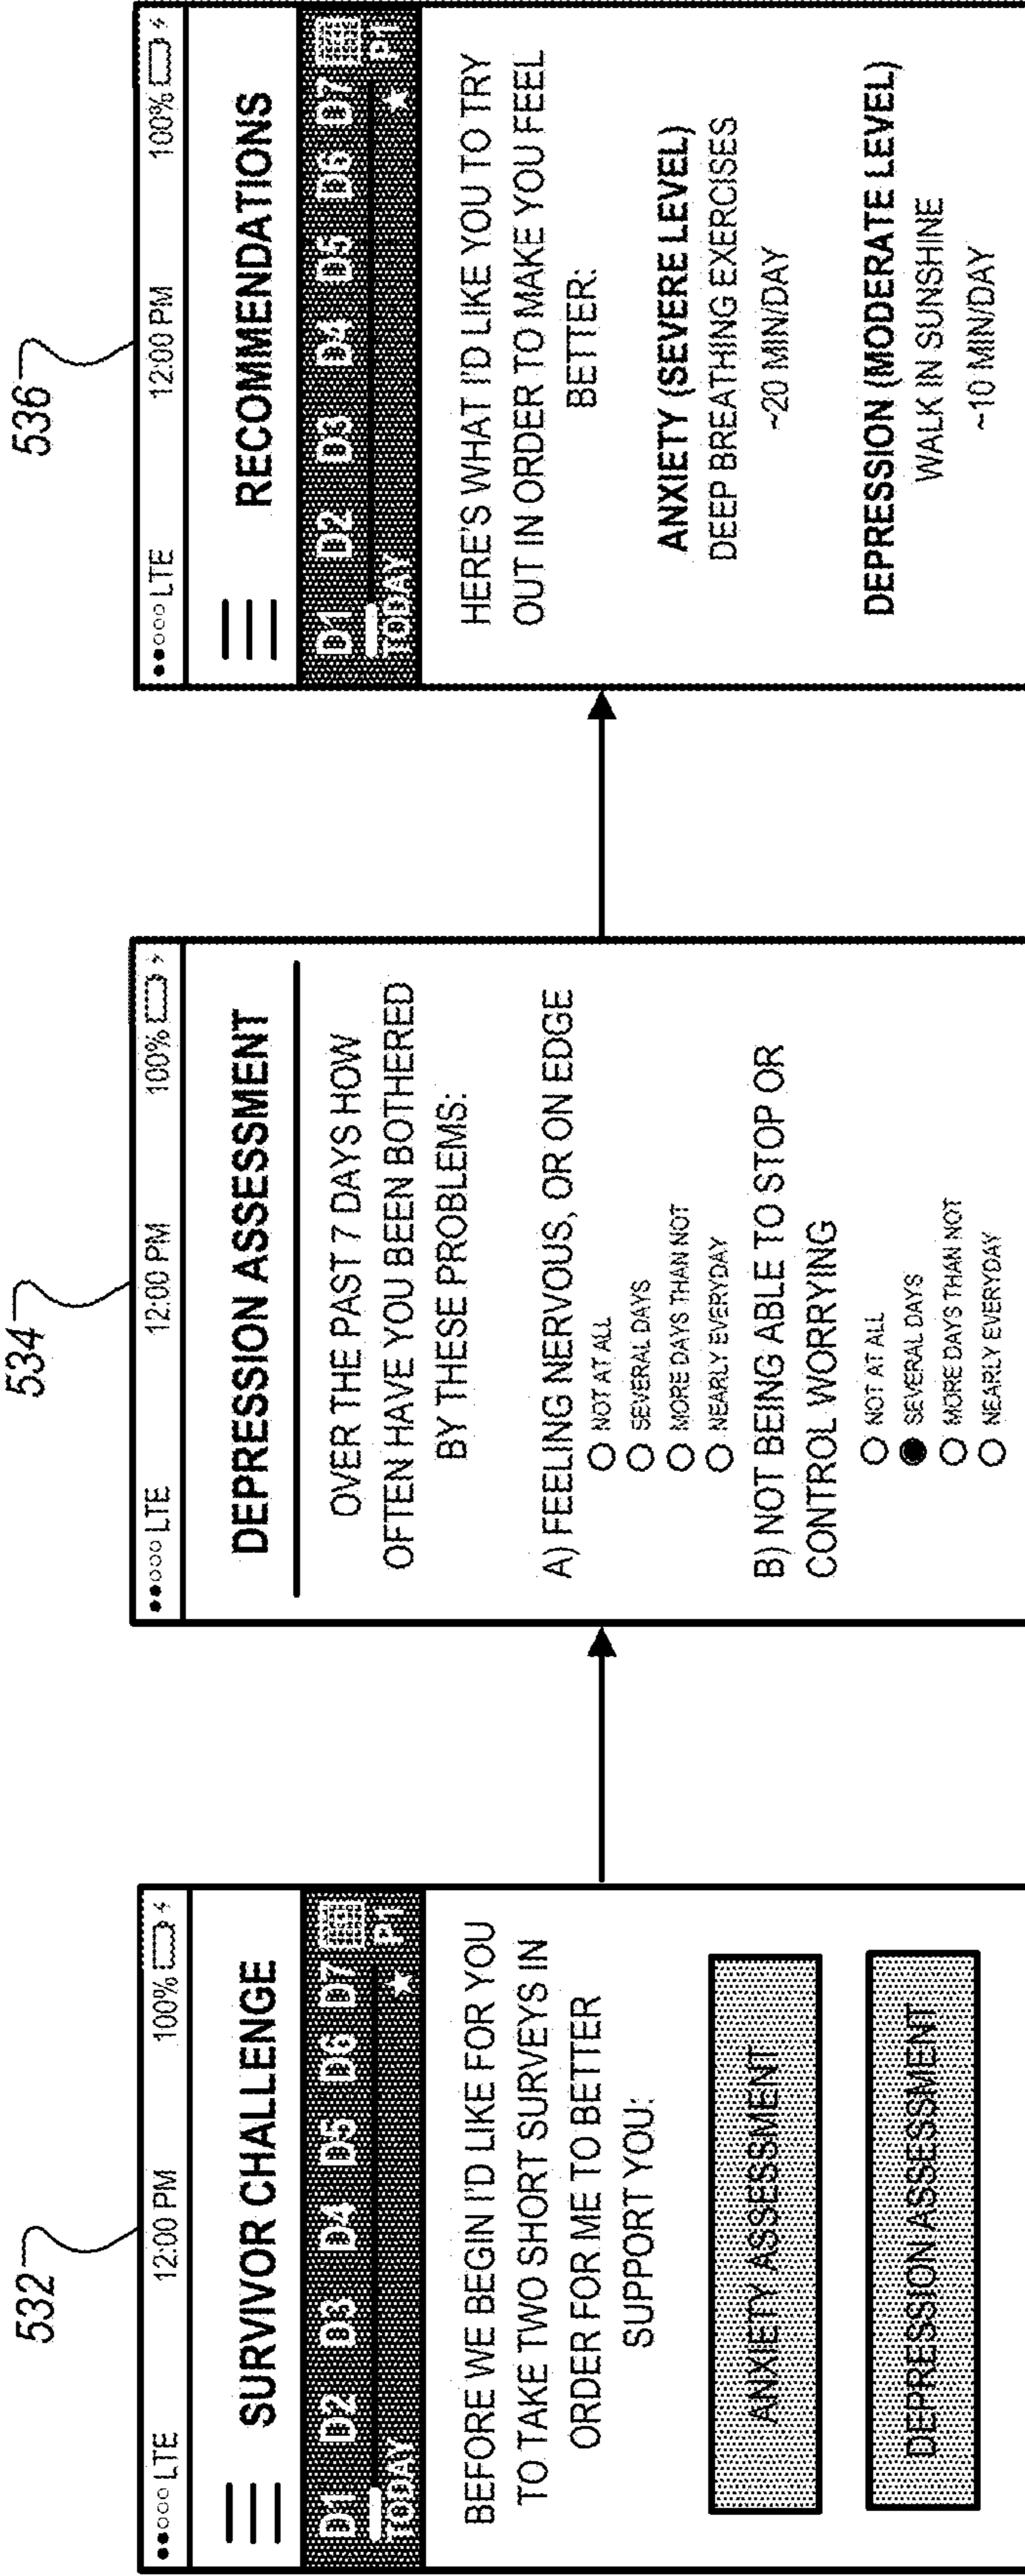 532
●●○○○ LTE 12:00 PM 100%
SURVIVOR CHALLENGE
D1 D2 D3 D4 D5 D6 D7
TODAY ★ P1
BEFORE WE BEGIN I'D LIKE FOR YOU
TO TAKE TWO SHORT SURVEYS IN
ORDER FOR ME TO BETTER
SUPPORT YOU:
ANXIETY ASSESSMENT
DEPRESSION ASSESSMENT
534
●●○○○ LTE 12:00 PM 100%
DEPRESSION ASSESSMENT
OVER THE PAST 7 DAYS HOW
OFTEN HAVE YOU BEEN BOTHERED
BY THESE PROBLEMS:
A) FEELING NERVOUS, OR ON EDGE
NOT AT ALL
SEVERAL DAYS
MORE DAYS THAN NOT
NEARLY EVERYDAY
B) NOT BEING ABLE TO STOP OR
CONTROL WORRYING
NOT AT ALL
SEVERAL DAYS
MORE DAYS THAN NOT
NEARLY EVERYDAY
536
●●○○○ LTE 12:00 PM 100%
RECOMMENDATIONS
D1 D2 D3 D4 D5 D6 D7
TODAY ★ P1
HERE'S WHAT I'D LIKE YOU TO TRY
OUT IN ORDER TO MAKE YOU FEEL
BETTER:
ANXIETY (SEVERE LEVEL)
DEEP BREATHING EXERCISES
~20 MIN/DAY
DEPRESSION (MODERATE LEVEL)
WALK IN SUNSHINE
~10 MIN/DAY